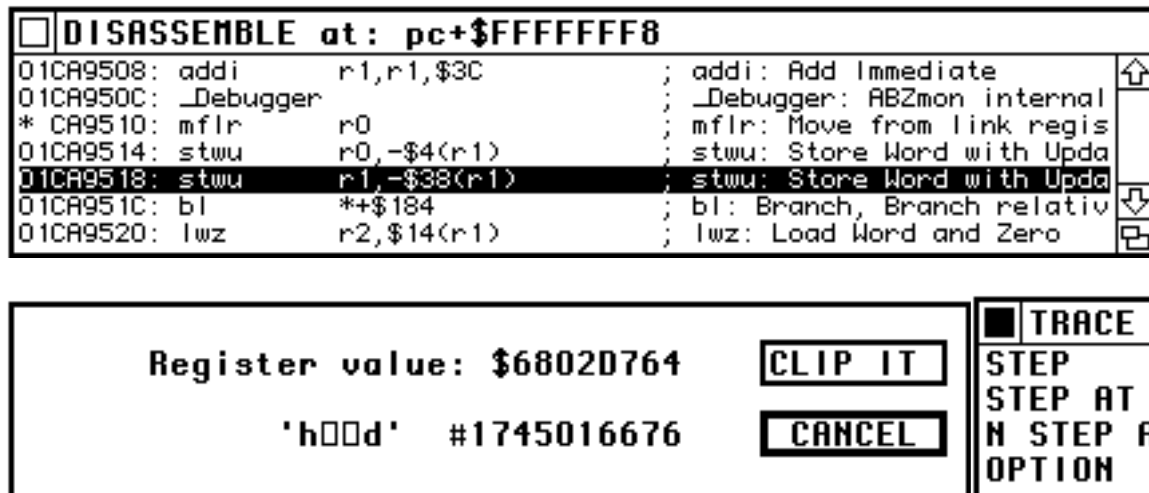 DISASSEMBLE at: pc+$FFFFFFF8
01CA9508: addi r1,r1,$3C ; addi: Add Immediate
01CA950C: _Debugger ; _Debugger: ABZmon internal
* CA9510: mflr r0 ; mflr: Move from link regis
01CA9514: stwu r0,-$4(r1) ; stwu: Store Word with Upda
01CA9518: stwu r1,-$38(r1) ; stwu: Store Word with Upda
01CA951C: bl *+$184 ; bl: Branch, Branch relativ
01CA9520: lwz r2,$14(r1) ; lwz: Load Word and Zero
Register value: $6802D764 CLIP IT
'h▯▯d' #1745016676 CANCEL
TRACE
STEP
STEP AT
N STEP
OPTION